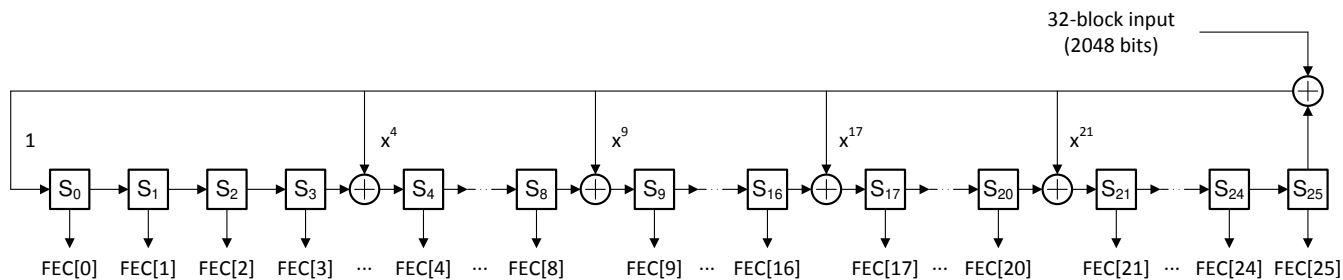 32-block input
(2048 bits)
1
x⁴
x⁹
x¹⁷
x²¹
S₀ S₁ S₂ S₃ S₄ ··· S₈ S₉ ··· S₁₆ S₁₇ ··· S₂₀ S₂₁ ··· S₂₄ S₂₅
FEC[0] FEC[1] FEC[2] FEC[3] ··· FEC[4] ··· FEC[8] FEC[9] ··· FEC[16] FEC[17] ··· FEC[20] FEC[21] ··· FEC[24] FEC[25]